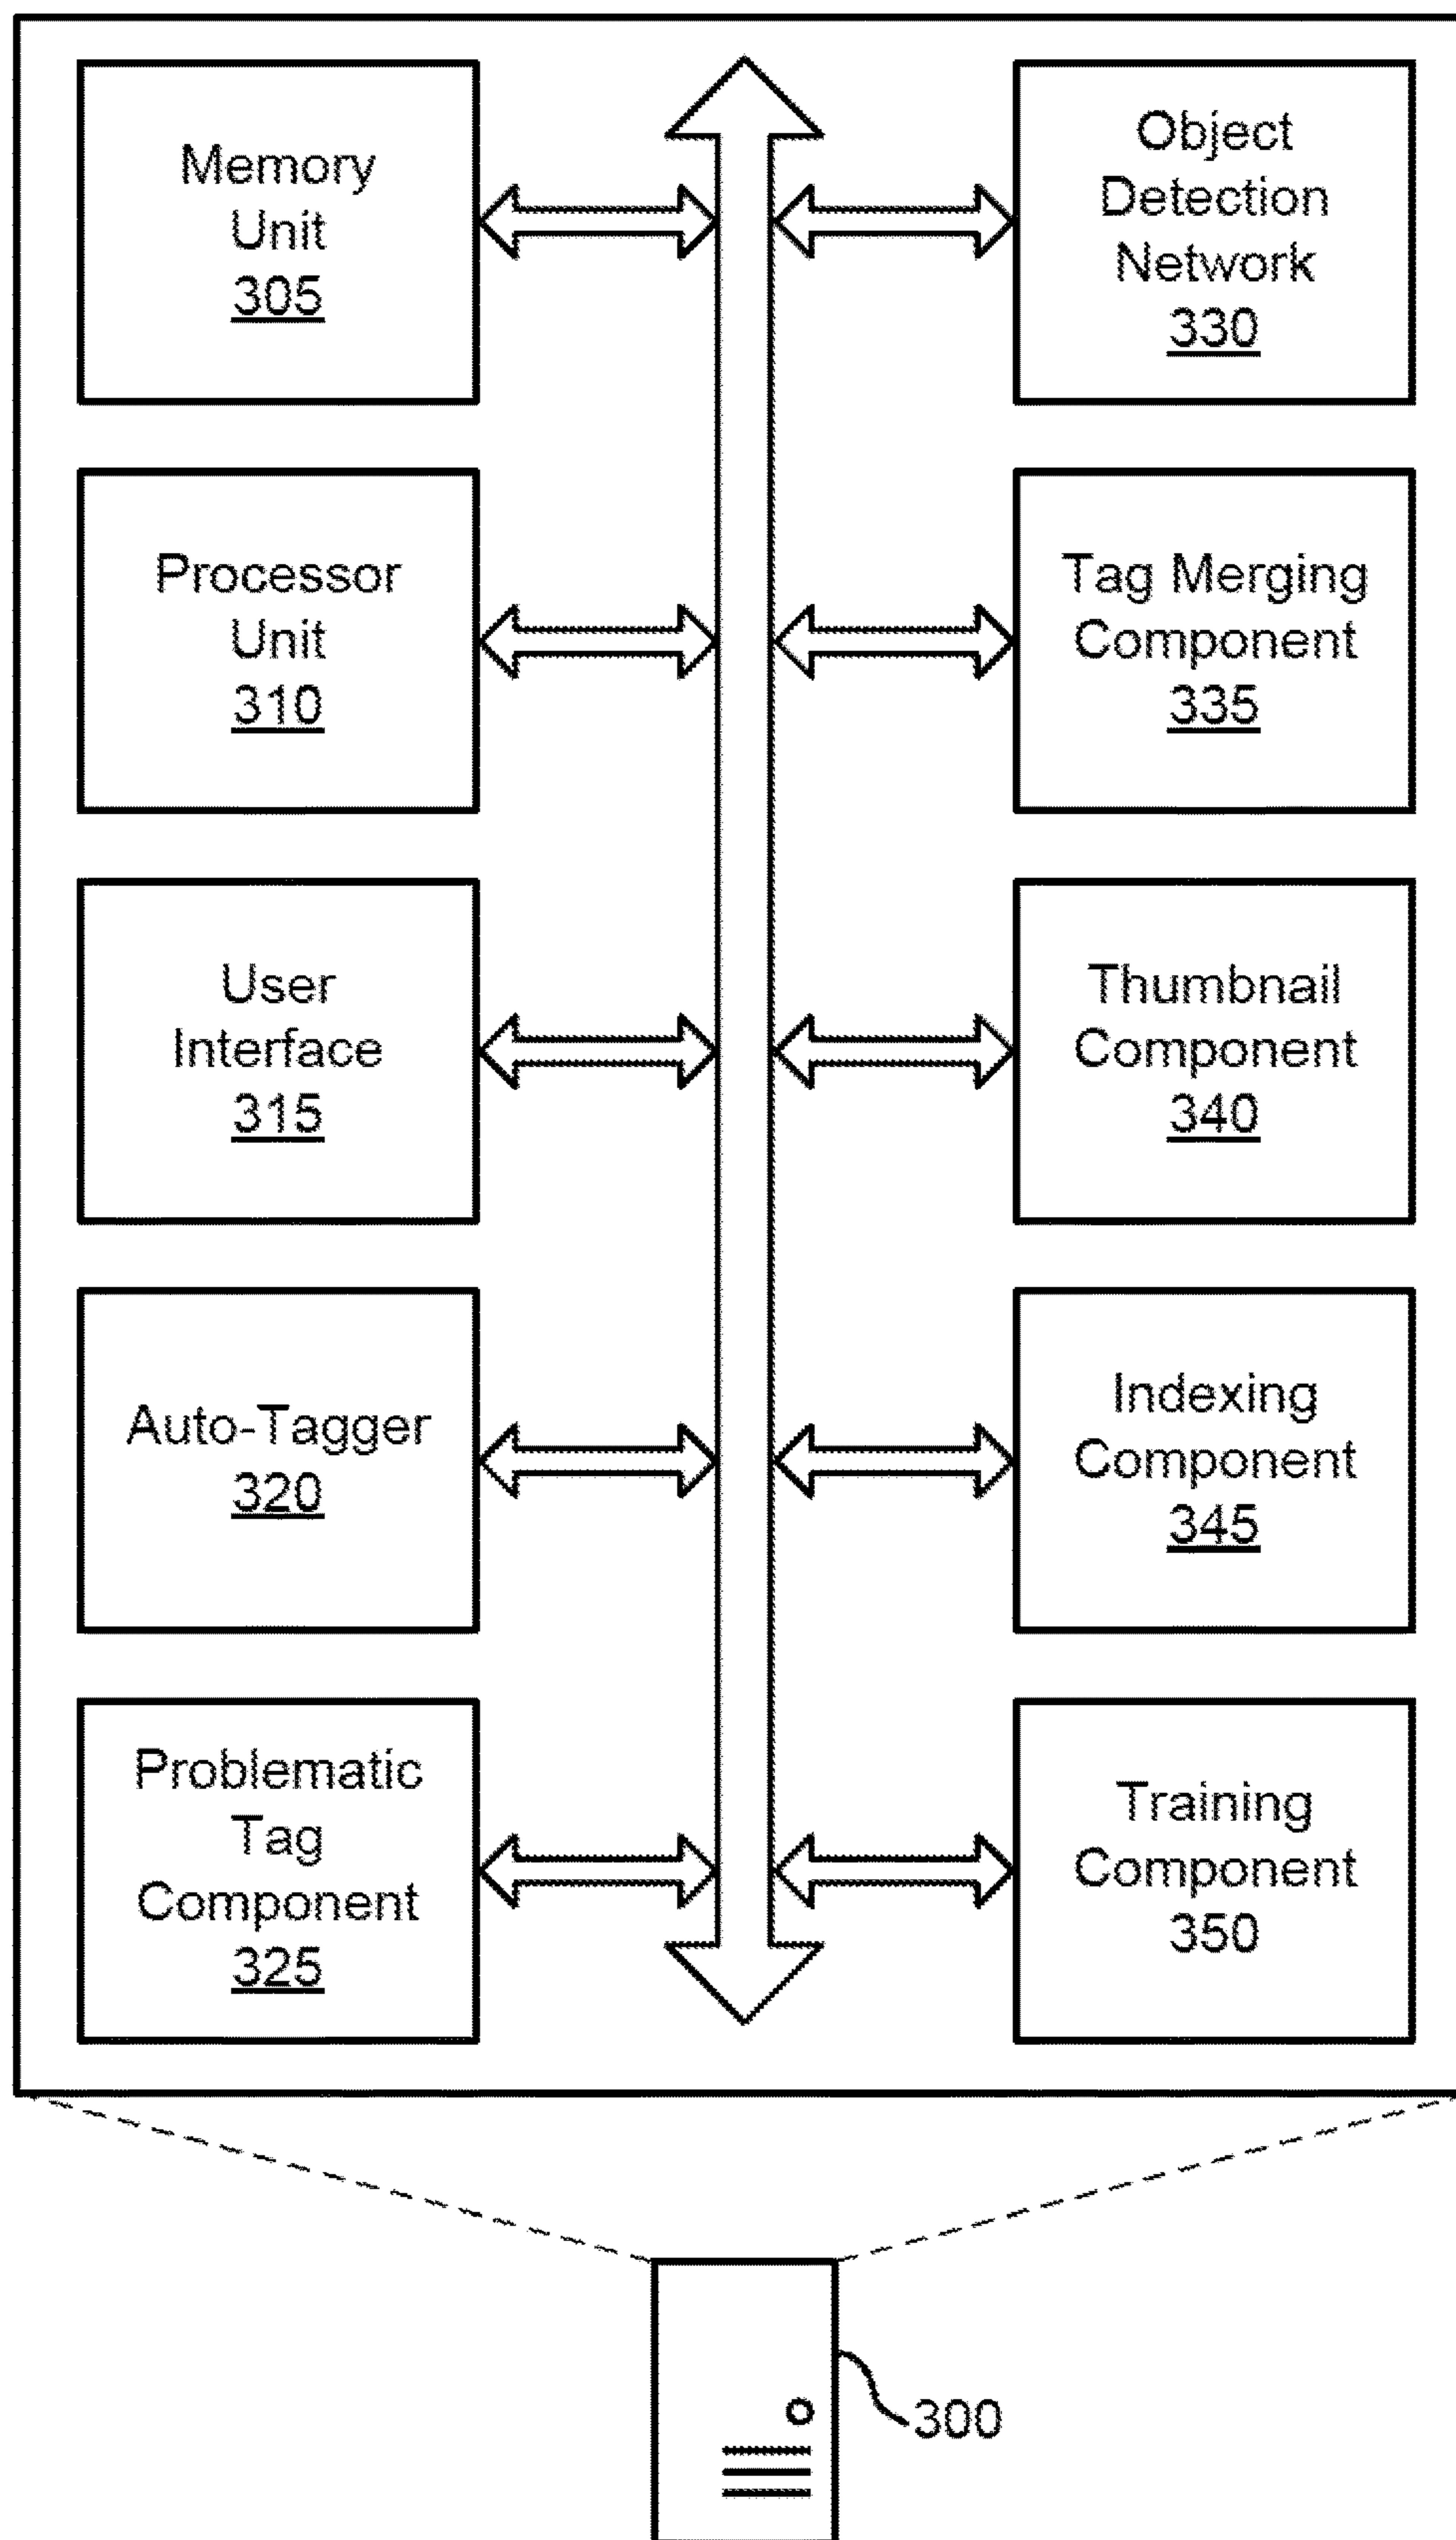 Memory
Unit
305
Processor
Unit
310
User
Interface
315
Auto-Tagger
320
Problematic
Tag
Component
325
Object
Detection
Network
330
Tag Merging
Component
335
Thumbnail
Component
340
Indexing
Component
345
Training
Component
350
300